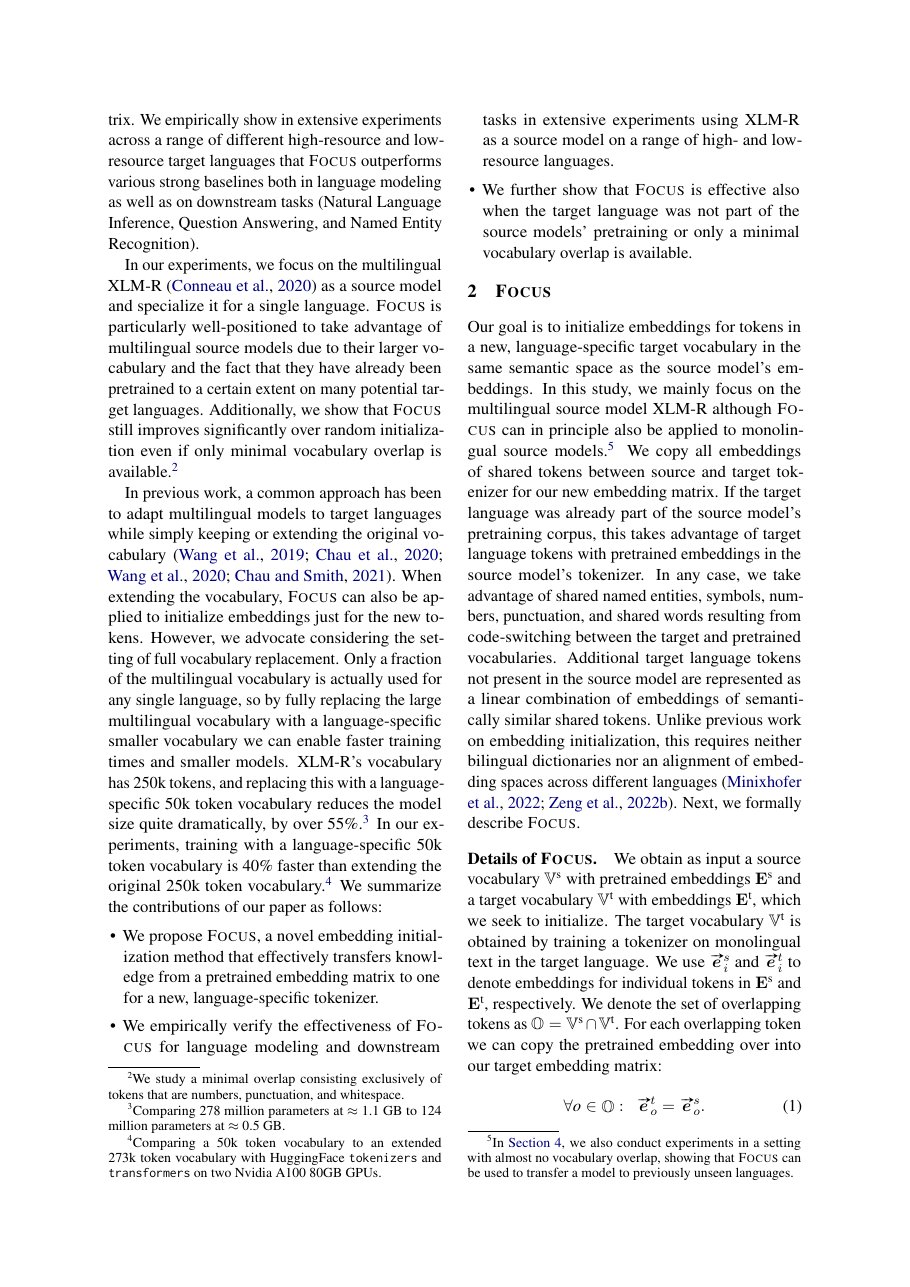 trix. We empirically show in extensive experiments
across a range of different high-resource and low-
resource target languages that FOCUS outperforms
various strong baselines both in language modeling
as well as on downstream tasks (Natural Language
Inference, Question Answering, and Named Entity
Recognition).
In our experiments, we focus on the multilingual
XLM-R (Conneau et al., 2020) as a source model
and specialize it for a single language. FOCUS is
particularly well-positioned to take advantage of
multilingual source models due to their larger vo-
cabulary and the fact that they have already been
pretrained to a certain extent on many potential tar-
get languages. Additionally, we show that FOCUS
still improves significantly over random initializa-
tion even if only minimal vocabulary overlap is
available.2
In previous work, a common approach has been
to adapt multilingual models to target languages
while simply keeping or extending the original vo-
cabulary (Wang et al., 2019; Chau et al., 2020;
Wang et al., 2020; Chau and Smith, 2021). When
extending the vocabulary, FOCUS can also be ap-
plied to initialize embeddings just for the new to-
kens. However, we advocate considering the set-
ting of full vocabulary replacement. Only a fraction
of the multilingual vocabulary is actually used for
any single language, so by fully replacing the large
multilingual vocabulary with a language-specific
smaller vocabulary we can enable faster training
times and smaller models. XLM-R's vocabulary
has 250k tokens, and replacing this with a language-
specific 50k token vocabulary reduces the model
size quite dramatically, by over 55%.3 In our ex-
periments, training with a language-specific 50k
token vocabulary is 40% faster than extending the
original 250k token vocabulary.4 We summarize
the contributions of our paper as follows:
• We propose FOCUS, a novel embedding initial-
ization method that effectively transfers knowl-
edge from a pretrained embedding matrix to one
for a new, language-specific tokenizer.
• We empirically verify the effectiveness of FO-
CUS for language modeling and downstream
2We study a minimal overlap consisting exclusively of
tokens that are numbers, punctuation, and whitespace.
3Comparing 278 million parameters at ≈ 1.1 GB to 124
million parameters at ≈ 0.5 GB.
4Comparing a 50k token vocabulary to an extended
273k token vocabulary with HuggingFace tokenizers and
transformers on two Nvidia A100 80GB GPUs.
tasks in extensive experiments using XLM-R
as a source model on a range of high- and low-
resource languages.
• We further show that FOCUS is effective also
when the target language was not part of the
source models' pretraining or only a minimal
vocabulary overlap is available.
2 FOCUS
Our goal is to initialize embeddings for tokens in
a new, language-specific target vocabulary in the
same semantic space as the source model's em-
beddings. In this study, we mainly focus on the
multilingual source model XLM-R although FO-
CUS can in principle also be applied to monolin-
gual source models.5 We copy all embeddings
of shared tokens between source and target tok-
enizer for our new embedding matrix. If the target
language was already part of the source model's
pretraining corpus, this takes advantage of target
language tokens with pretrained embeddings in the
source model's tokenizer. In any case, we take
advantage of shared named entities, symbols, num-
bers, punctuation, and shared words resulting from
code-switching between the target and pretrained
vocabularies. Additional target language tokens
not present in the source model are represented as
a linear combination of embeddings of semanti-
cally similar shared tokens. Unlike previous work
on embedding initialization, this requires neither
bilingual dictionaries nor an alignment of embed-
ding spaces across different languages (Minixhofer
et al., 2022; Zeng et al., 2022b). Next, we formally
describe FOCUS.
Details of FOCUS. We obtain as input a source
vocabulary 𝕍ˢ with pretrained embeddings Eˢ and
a target vocabulary 𝕍ᵗ with embeddings Eᵗ, which
we seek to initialize. The target vocabulary 𝕍ᵗ is
obtained by training a tokenizer on monolingual
text in the target language. We use e⃗ˢᵢ and e⃗ᵗᵢ to
denote embeddings for individual tokens in Eˢ and
Eᵗ, respectively. We denote the set of overlapping
tokens as 𝕆 = 𝕍ˢ ∩ 𝕍ᵗ. For each overlapping token
we can copy the pretrained embedding over into
our target embedding matrix:
∀o ∈ 𝕆 : e⃗ᵗₒ = e⃗ˢₒ. (1)
5In Section 4, we also conduct experiments in a setting
with almost no vocabulary overlap, showing that FOCUS can
be used to transfer a model to previously unseen languages.